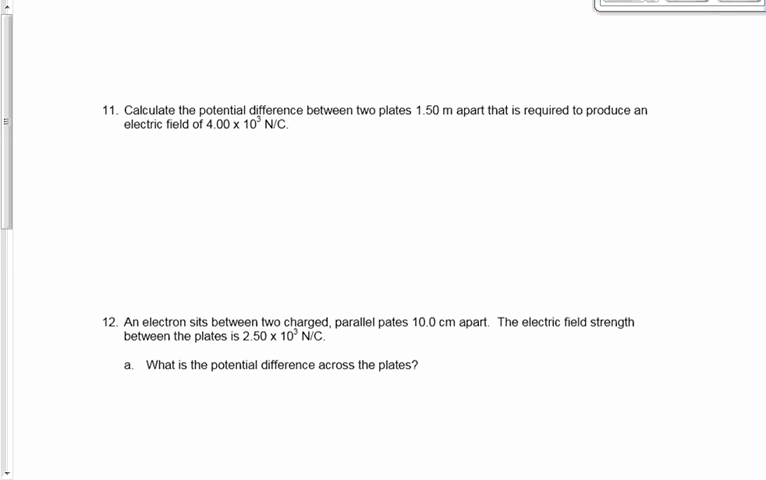 11. Calculate the potential difference between two plates 1.50 m apart that is required to produce an
electric field of 4.00 x 10³ N/C.
12. An electron sits between two charged, parallel pates 10.0 cm apart. The electric field strength
between the plates is 2.50 x 10³ N/C.
a. What is the potential difference across the plates?